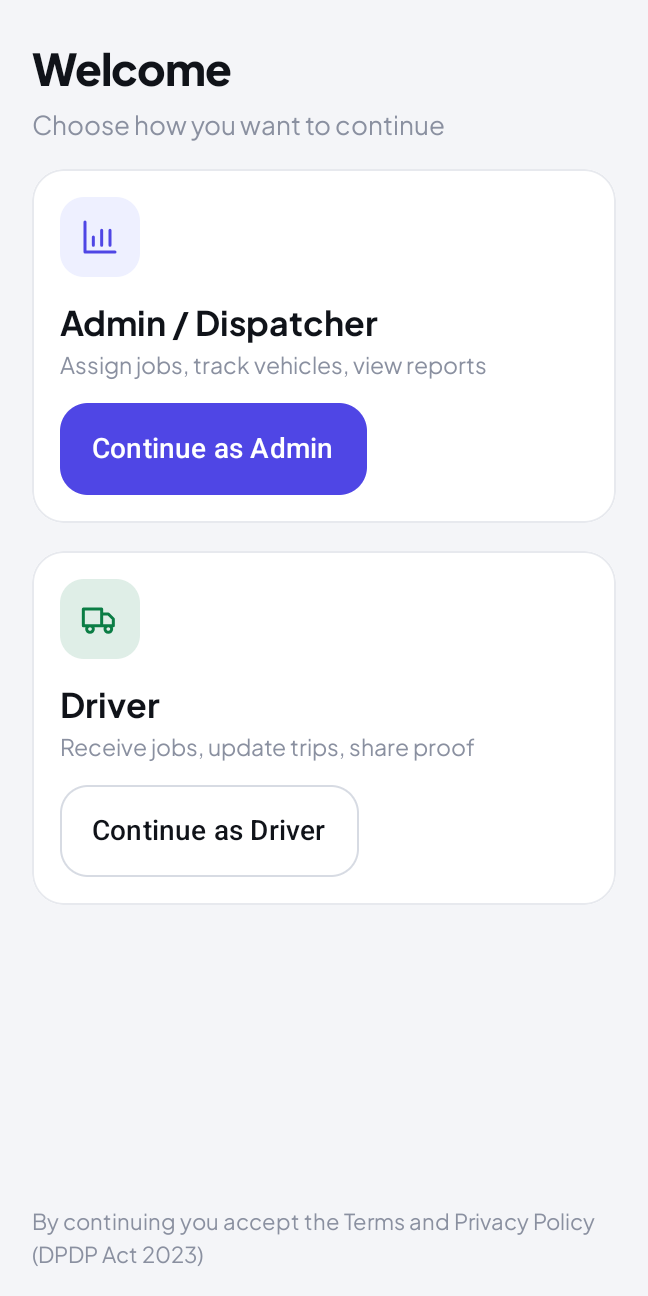 Welcome
Choose how you want to continue
Admin / Dispatcher
Assign jobs, track vehicles, view reports
Continue as Admin
Driver
Receive jobs, update trips, share proof
Continue as Driver
By continuing you accept the Terms and Privacy Policy
(DPDP Act 2023)